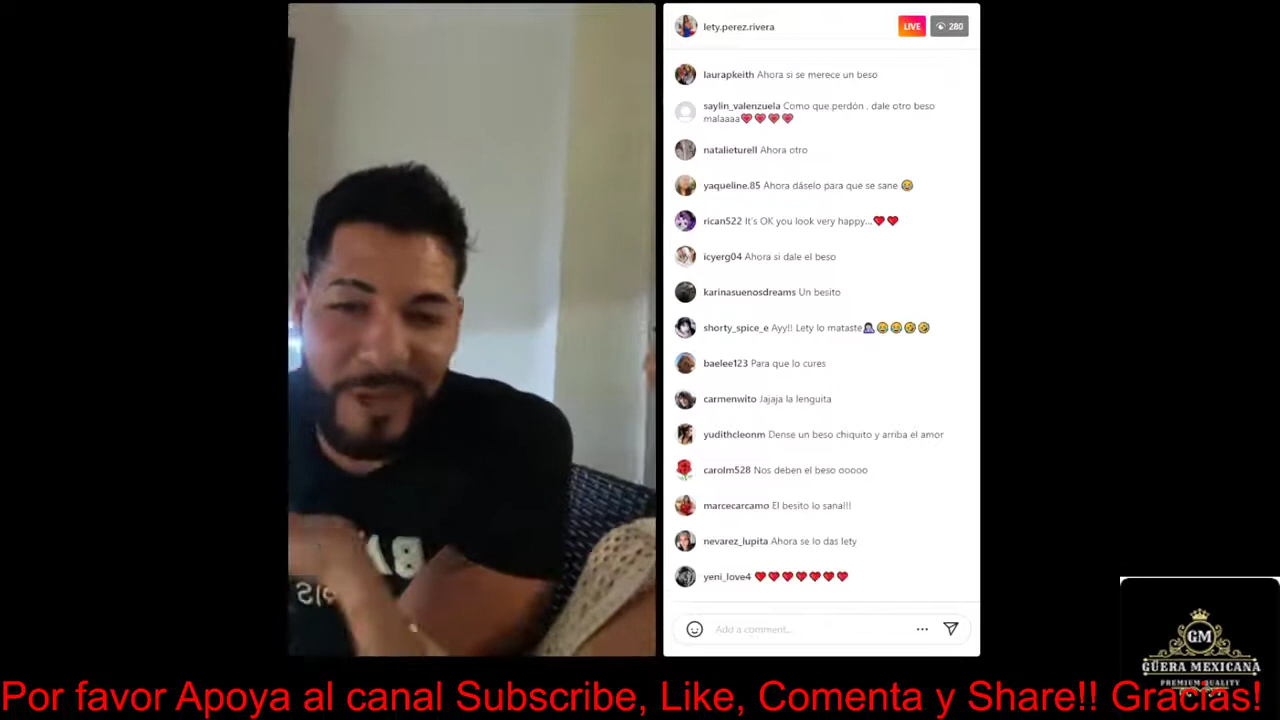 lety.perez.rivera
LIVE
280
laurapkeith Ahora si se merece un beso
saylin_valenzuela Como que perdón , dale otro beso
malaaaa💗💗💗💗
natalieturell Ahora otro
yaqueline.85 Ahora dáselo para que se sane 😂
rican522 It's OK you look very happy...❤️❤️
icyerg04 Ahora si dale el beso
karinasuenosdreams Un besito
shorty_spice_e Ayy!! Lety lo mataste🤦🏻‍♀️😂😂🤣🤣
baelee123 Para que lo cures
carmenwito Jajaja la lenguita
yudithcleonm Dense un beso chiquito y arriba el amor
carolm528 Nos deben el beso ooooo
marcecarcamo El besito lo sana!!!
nevarez_lupita Ahora se lo das lety
yeni_love4 ❤️❤️❤️❤️❤️❤️❤️
Add a comment...
GM
GÜERA MEXICANA
PREMIUM QUALITY
Por favor Apoya al canal Subscribe, Like, Comenta y Share!! Gracias!